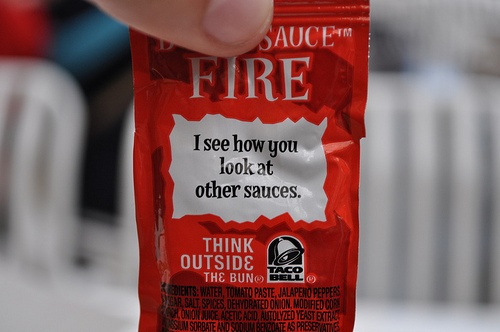 SAUCE™
FIRE
I see how you
look at
other sauces.
THINK
OUTSIDE
THE BUN®
TACO
BELL
®
WATER, TOMATO PASTE, JALAPENO PEPPERS,
SALT, SPICES, DEHYDRATED ONION, MODIFIED
ONION JUICE, ACETIC ACID, AUTOLYZED YEAST EXTRACT,
SORBATE AND SODIUM BENZOATE AS